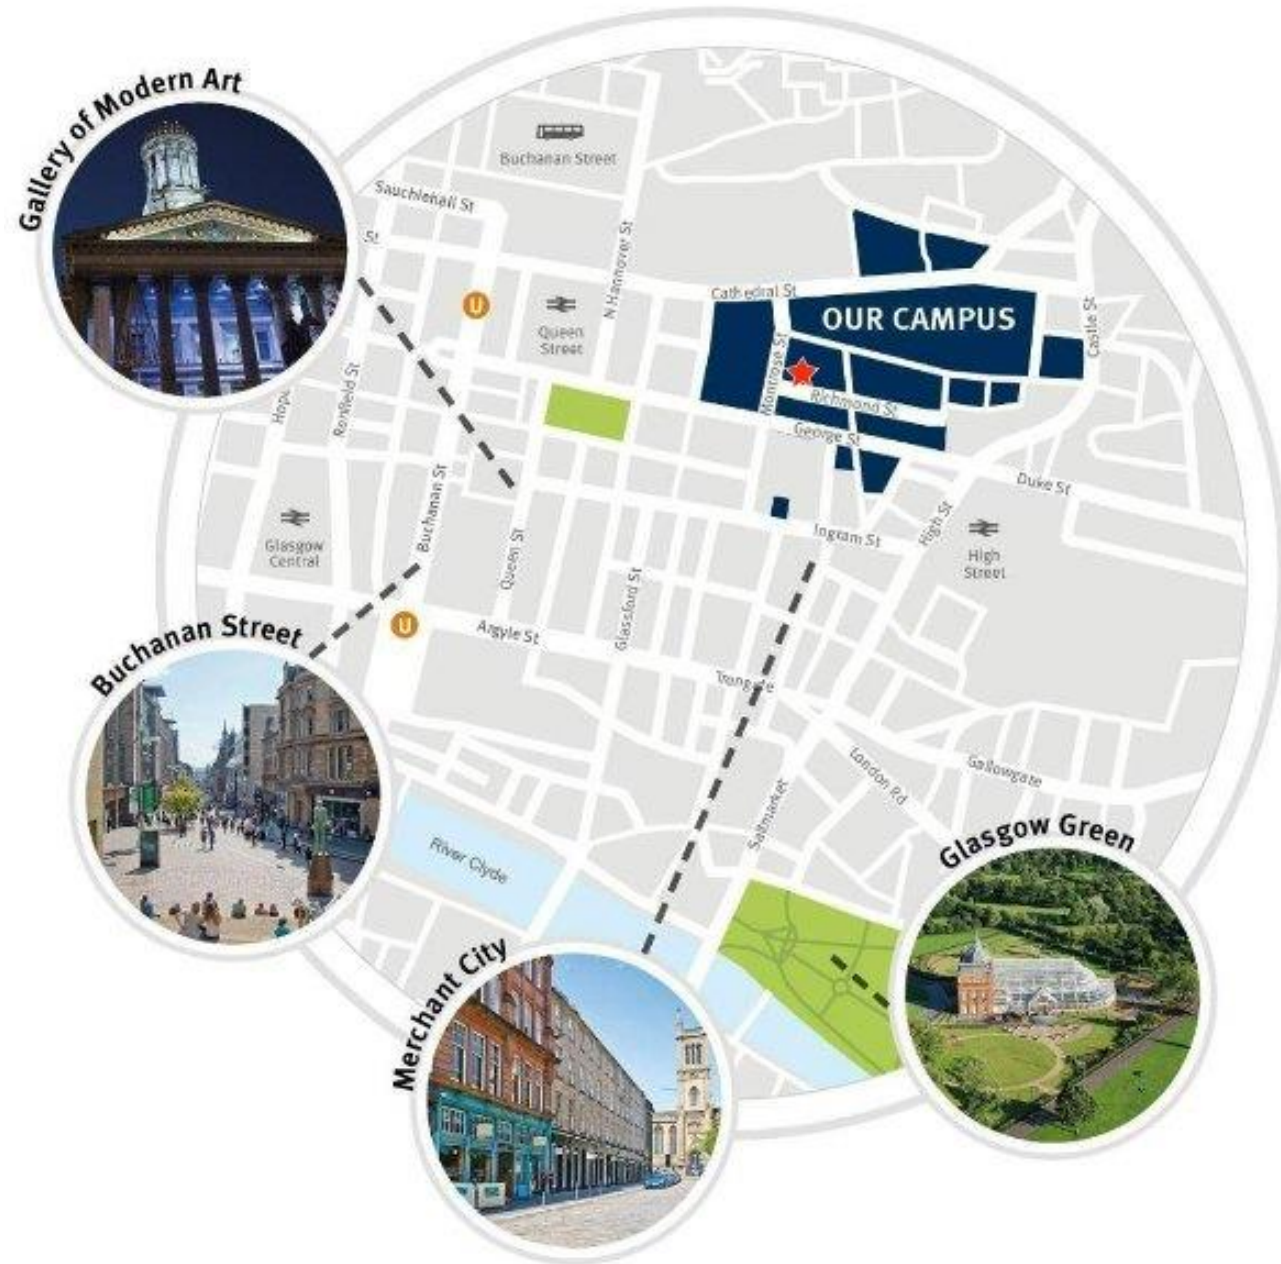 Gallery of Modern Art
Buchanan Street
Sauchiehall St
St
N Hannover St
Cathedral St
OUR CAMPUS
Castle St
U
Queen
Street
Montrose St
Richmond St
George St
Renfield St
Buchanan St
Duke St
Glasgow
Central
Queen St
Ingram St
High St
High
Street
Glassford St
U
Argyle St
Buchanan Street
Trongate
London Rd
Gallowgate
Saltmarket
River Clyde
Glasgow Green
Merchant City